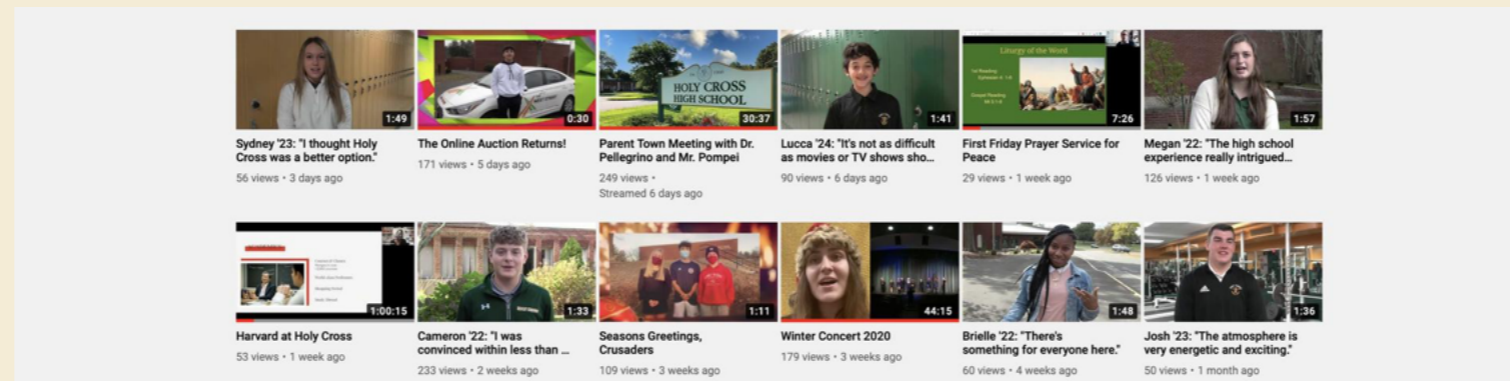 HOLY CROSS
HIGH SCHOOL
Liturgy of the Word
1:49
0:30
30:37
1:41
7:26
1:57
Sydney '23: "I thought Holy
Cross was a better option."
56 views • 3 days ago
The Online Auction Returns!
171 views • 5 days ago
Parent Town Meeting with Dr.
Pellegrino and Mr. Pompei
249 views •
Streamed 6 days ago
Lucca '24: "It's not as difficult
as movies or TV shows sho...
90 views • 6 days ago
First Friday Prayer Service for
Peace
29 views • 1 week ago
Megan '22: "The high school
experience really intrigued...
126 views • 1 week ago
1:00:15
1:33
1:11
44:15
1:48
1:36
Harvard at Holy Cross
53 views • 1 week ago
Cameron '22: "I was
convinced within less than ...
233 views • 2 weeks ago
Seasons Greetings,
Crusaders
109 views • 3 weeks ago
Winter Concert 2020
179 views • 3 weeks ago
Brielle '22: "There's
something for everyone here."
60 views • 4 weeks ago
Josh '23: "The atmosphere is
very energetic and exciting."
50 views • 1 month ago